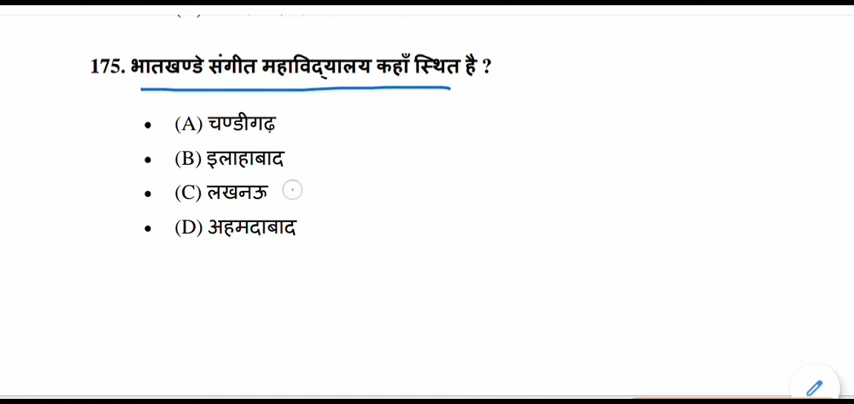 175. भातखण्डे संगीत महाविद्यालय कहाँ स्थित है ?
• (A) चण्डीगढ़
• (B) इलाहाबाद
• (C) लखनऊ
• (D) अहमदाबाद